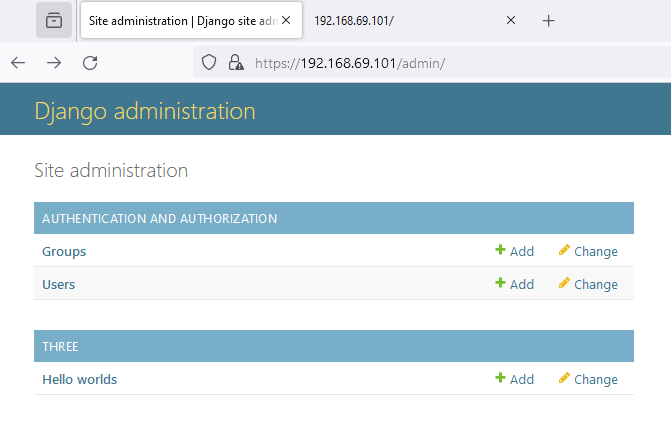 Site administration | Django site adn
192.168.69.101/
https://192.168.69.101/admin/
Django administration
Site administration
AUTHENTICATION AND AUTHORIZATION
Groups Add Change
Users Add Change
THREE
Hello worlds Add Change